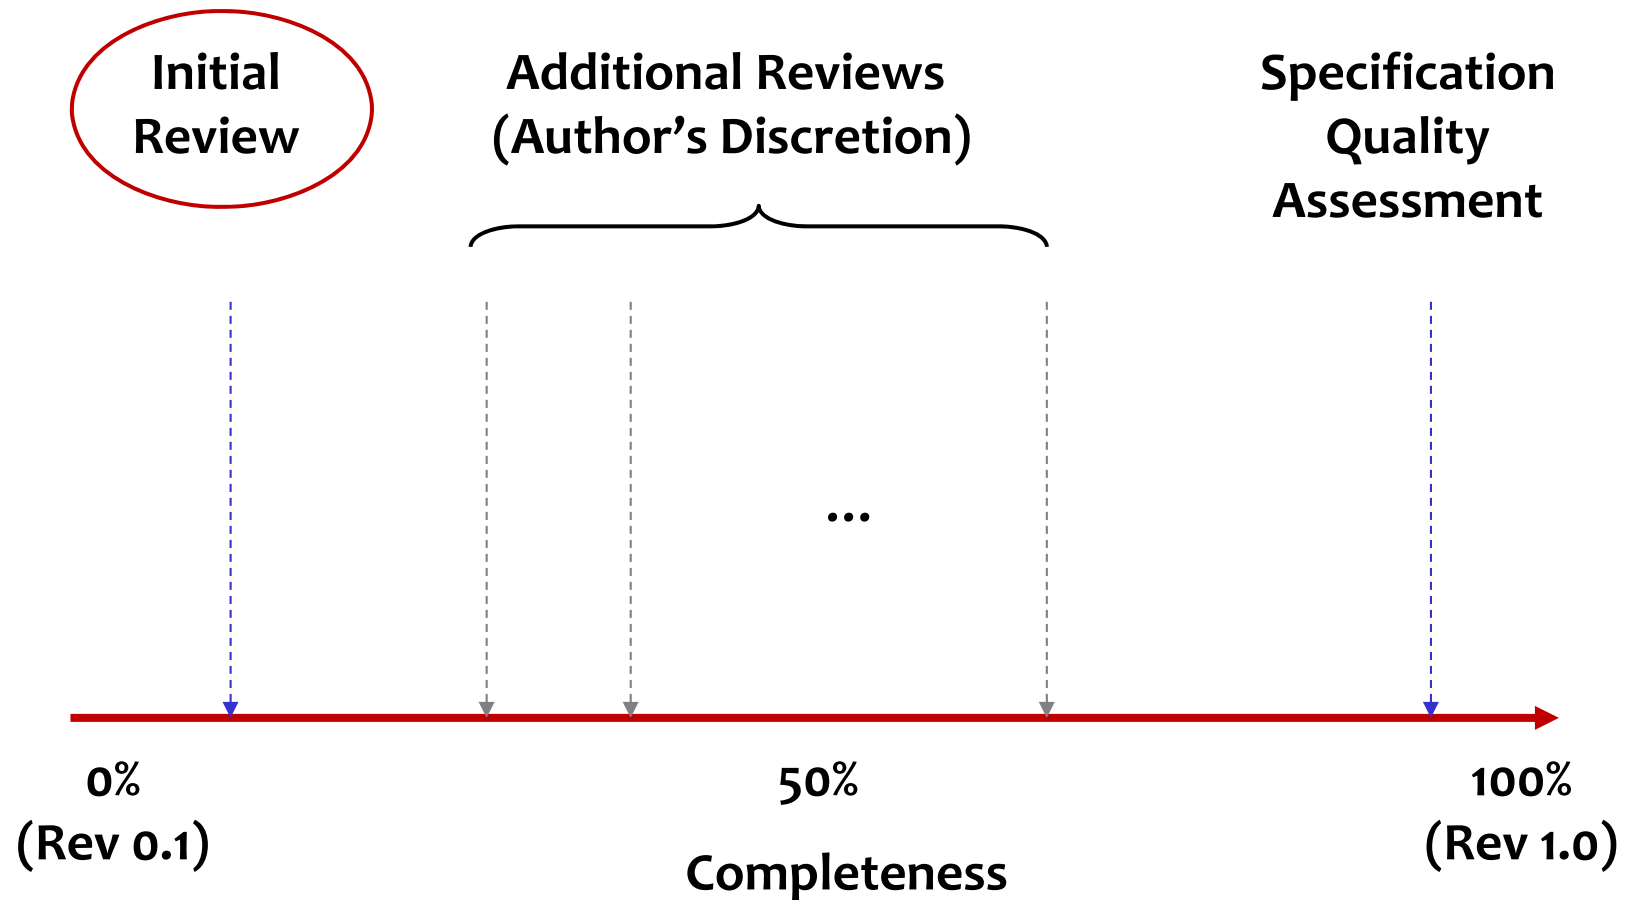 Initial
Review
Additional Reviews
(Author’s Discretion)
Specification
Quality
Assessment
...
0%
(Rev 0.1)
50%
100%
(Rev 1.0)
Completeness